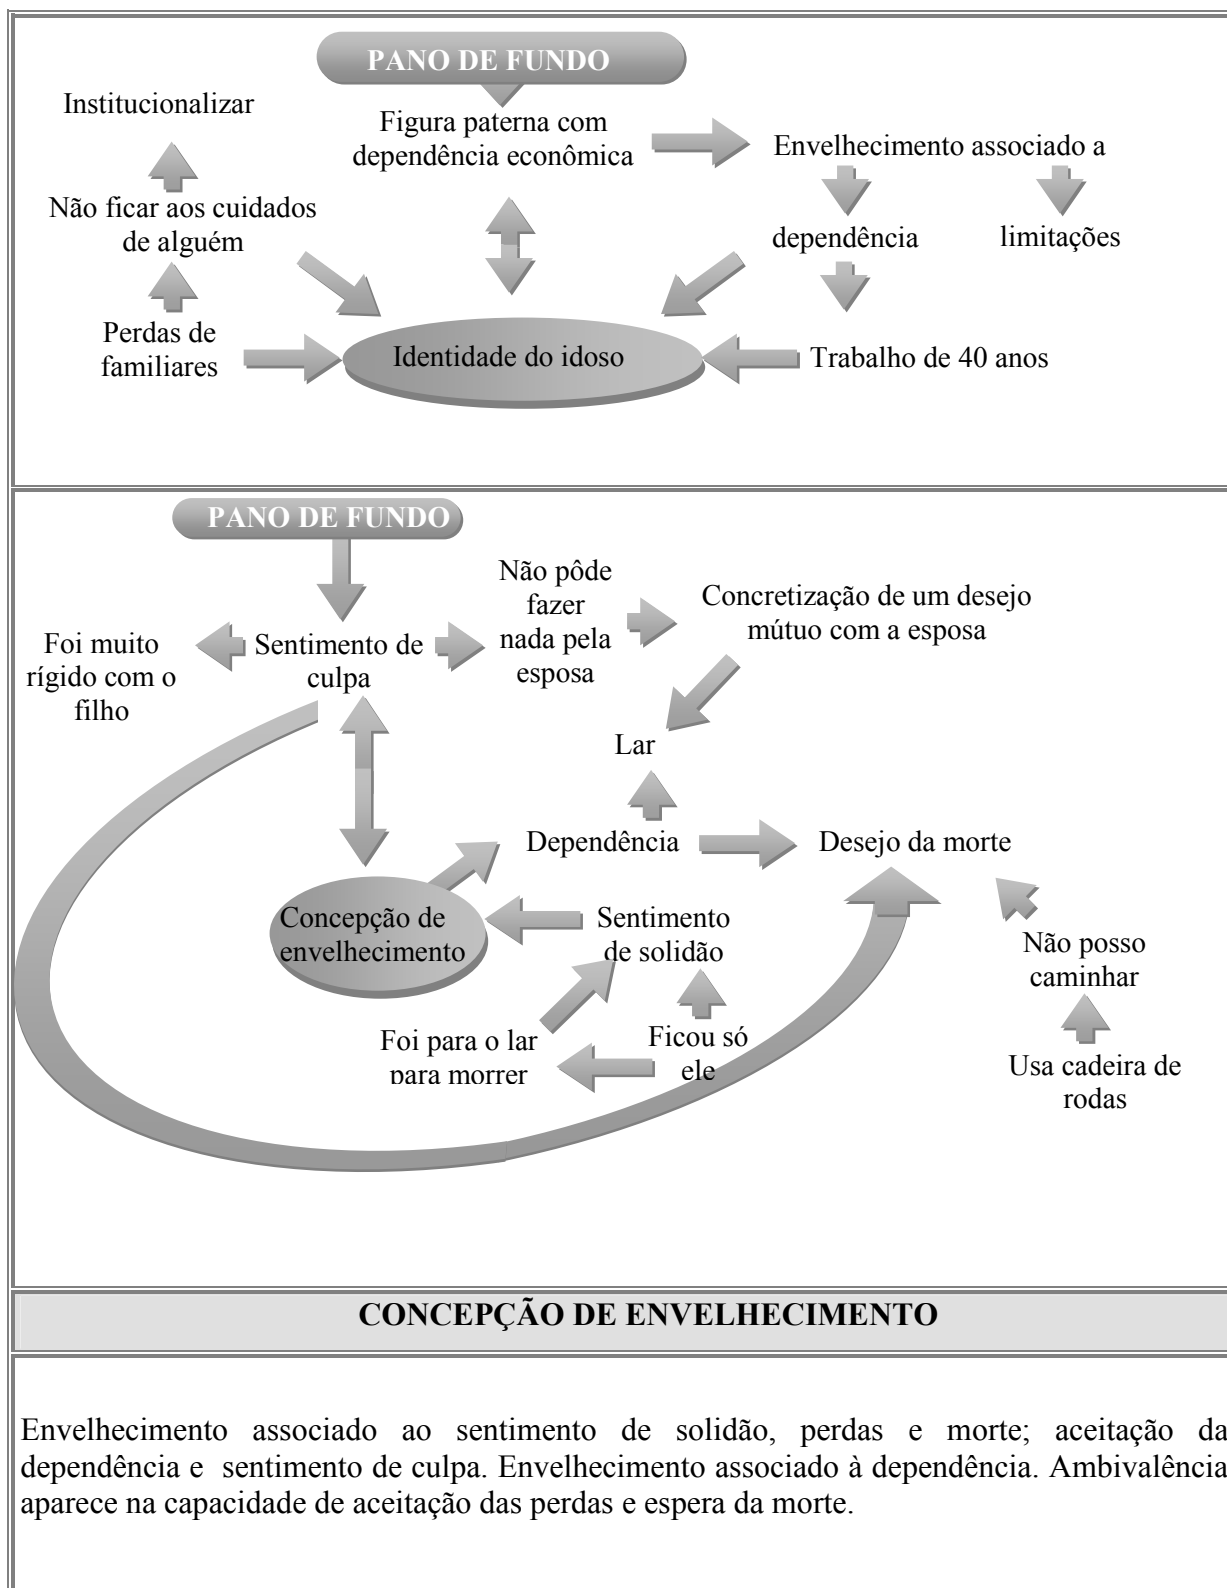 PANO DE FUNDO
Institucionalizar
Figura paterna com
dependência econômica
Envelhecimento associado a
Não ficar aos cuidados
de alguém
dependência
limitações
Perdas de
familiares
Identidade do idoso
Trabalho de 40 anos
PANO DE FUNDO
Não pôde
fazer
nada pela
esposa
Concretização de um desejo
mútuo com a esposa
Foi muito
rígido com o
filho
Sentimento de
culpa
Lar
Dependência
Desejo da morte
Concepção de
envelhecimento
Sentimento
de solidão
Não posso
caminhar
Foi para o lar
para morrer
Ficou só
ele
Usa cadeira de
rodas
CONCEPÇÃO DE ENVELHECIMENTO
Envelhecimento associado ao sentimento de solidão, perdas e morte; aceitação da
dependência e sentimento de culpa. Envelhecimento associado à dependência. Ambivalência
aparece na capacidade de aceitação das perdas e espera da morte.